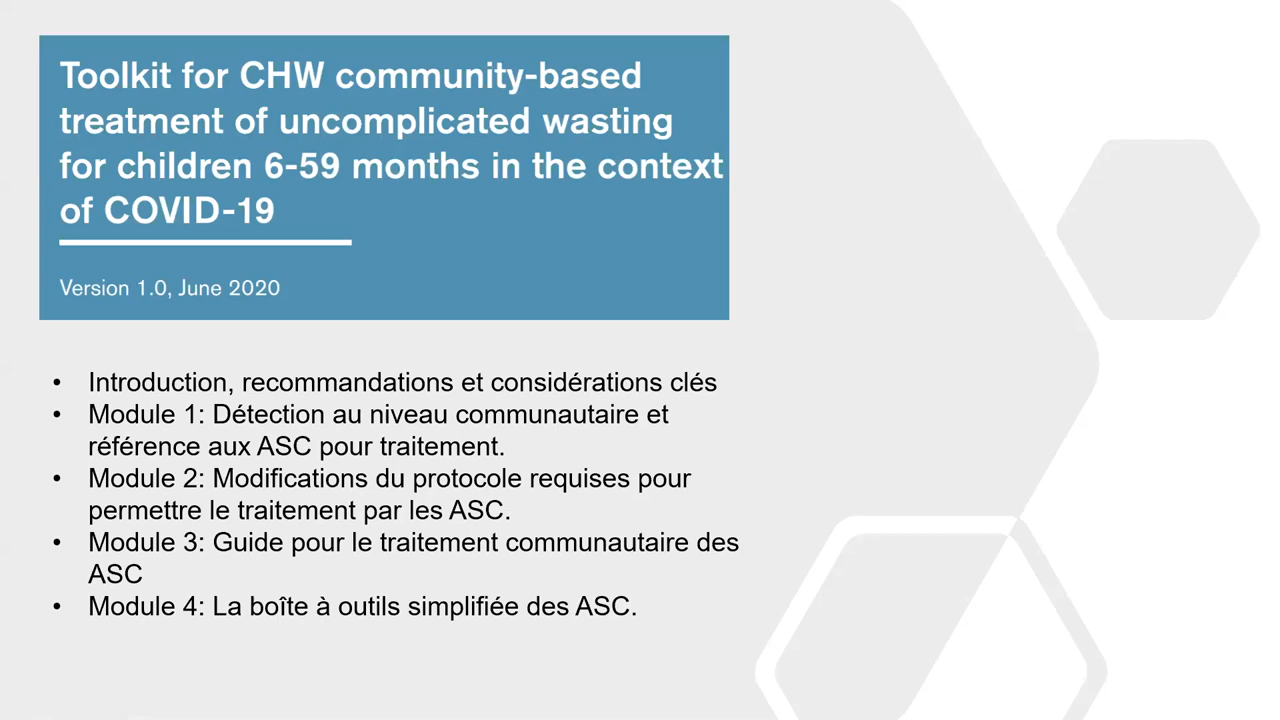 Toolkit for CHW community-based
treatment of uncomplicated wasting
for children 6-59 months in the context
of COVID-19
Version 1.0, June 2020
• Introduction, recommandations et considérations clés
• Module 1: Détection au niveau communautaire et
référence aux ASC pour traitement.
• Module 2: Modifications du protocole requises pour
permettre le traitement par les ASC.
• Module 3: Guide pour le traitement communautaire des
ASC
• Module 4: La boîte à outils simplifiée des ASC.